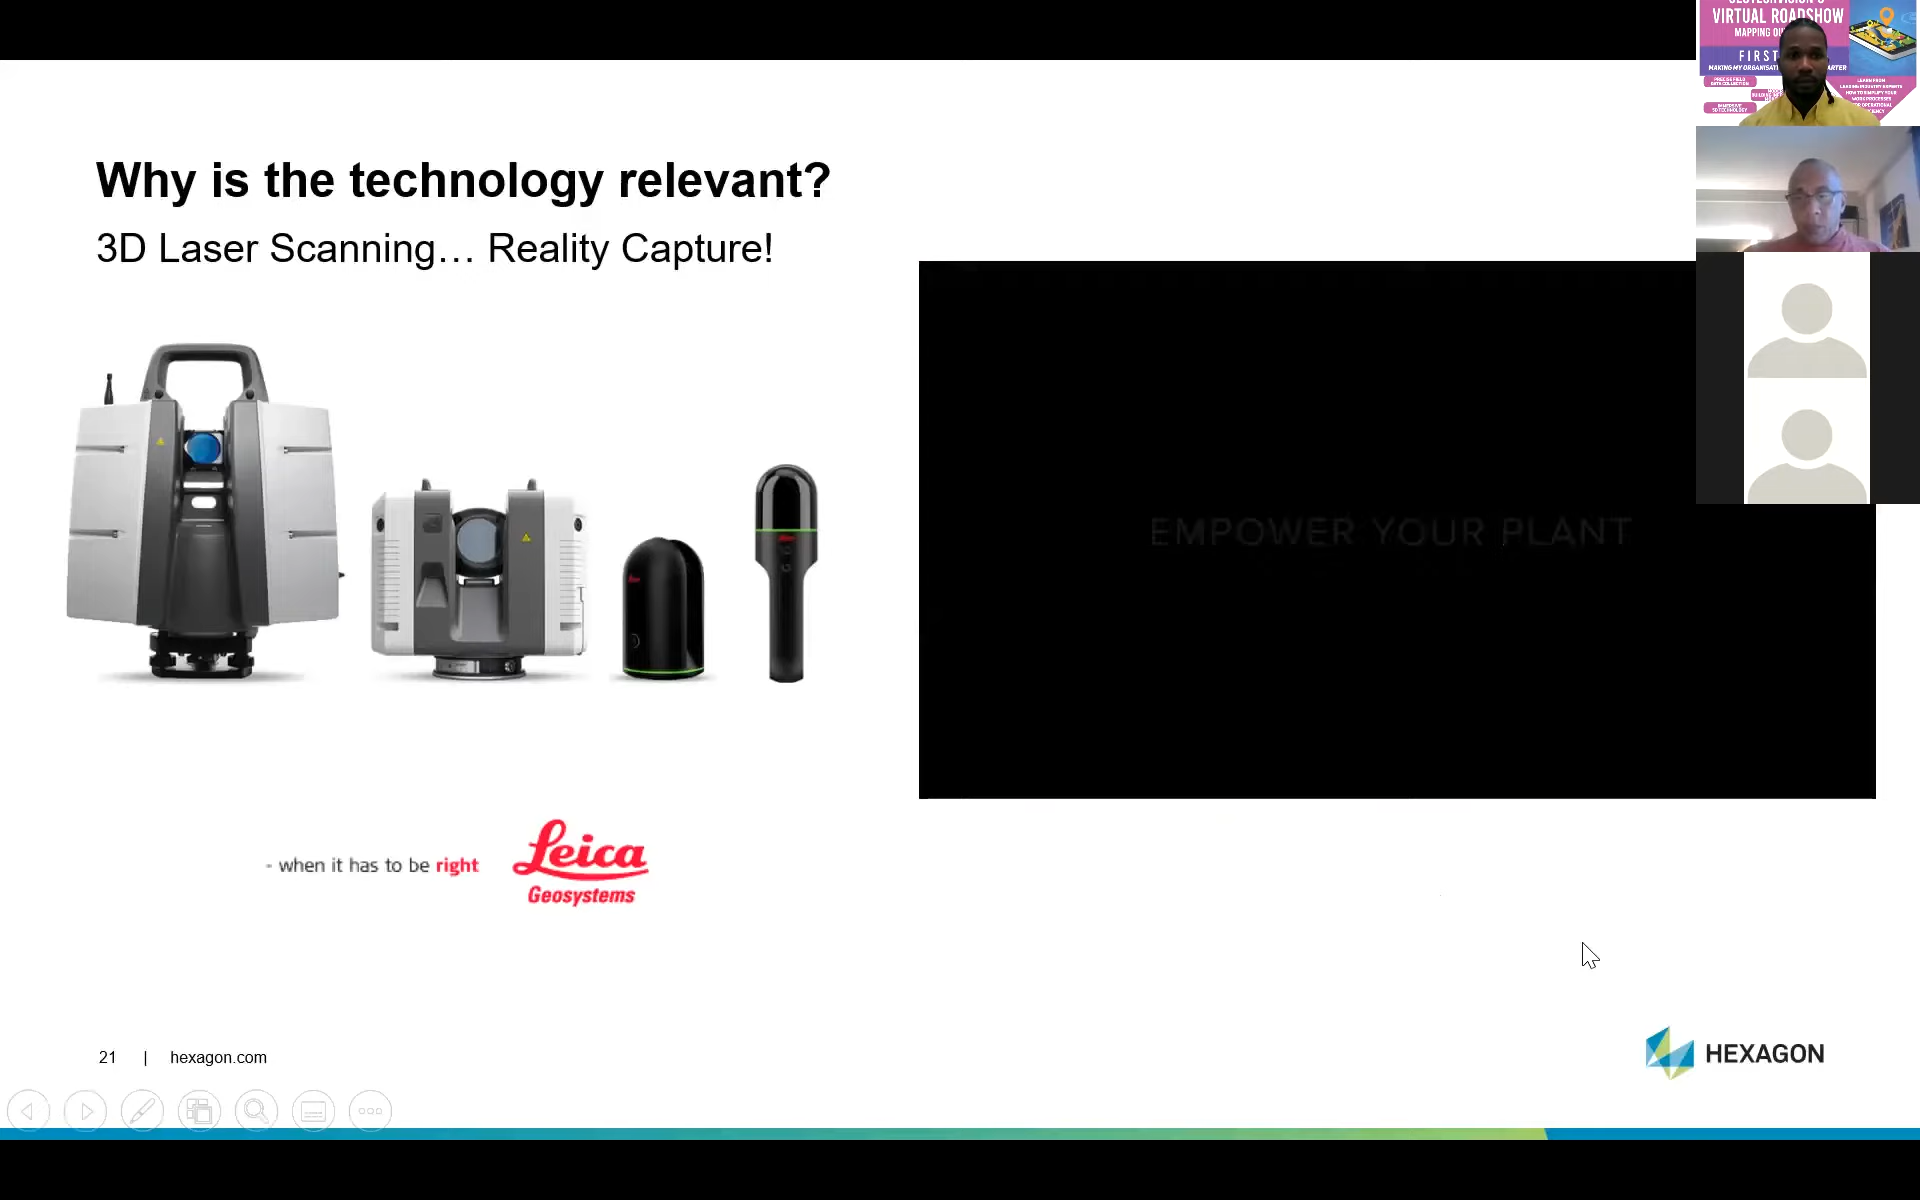 VIRTUAL ROADSHOW
FIRST
Why is the technology relevant?
3D Laser Scanning… Reality Capture!
EMPOWER YOUR PLANT
- when it has to be right
Leica
Geosystems
21 | hexagon.com
HEXAGON